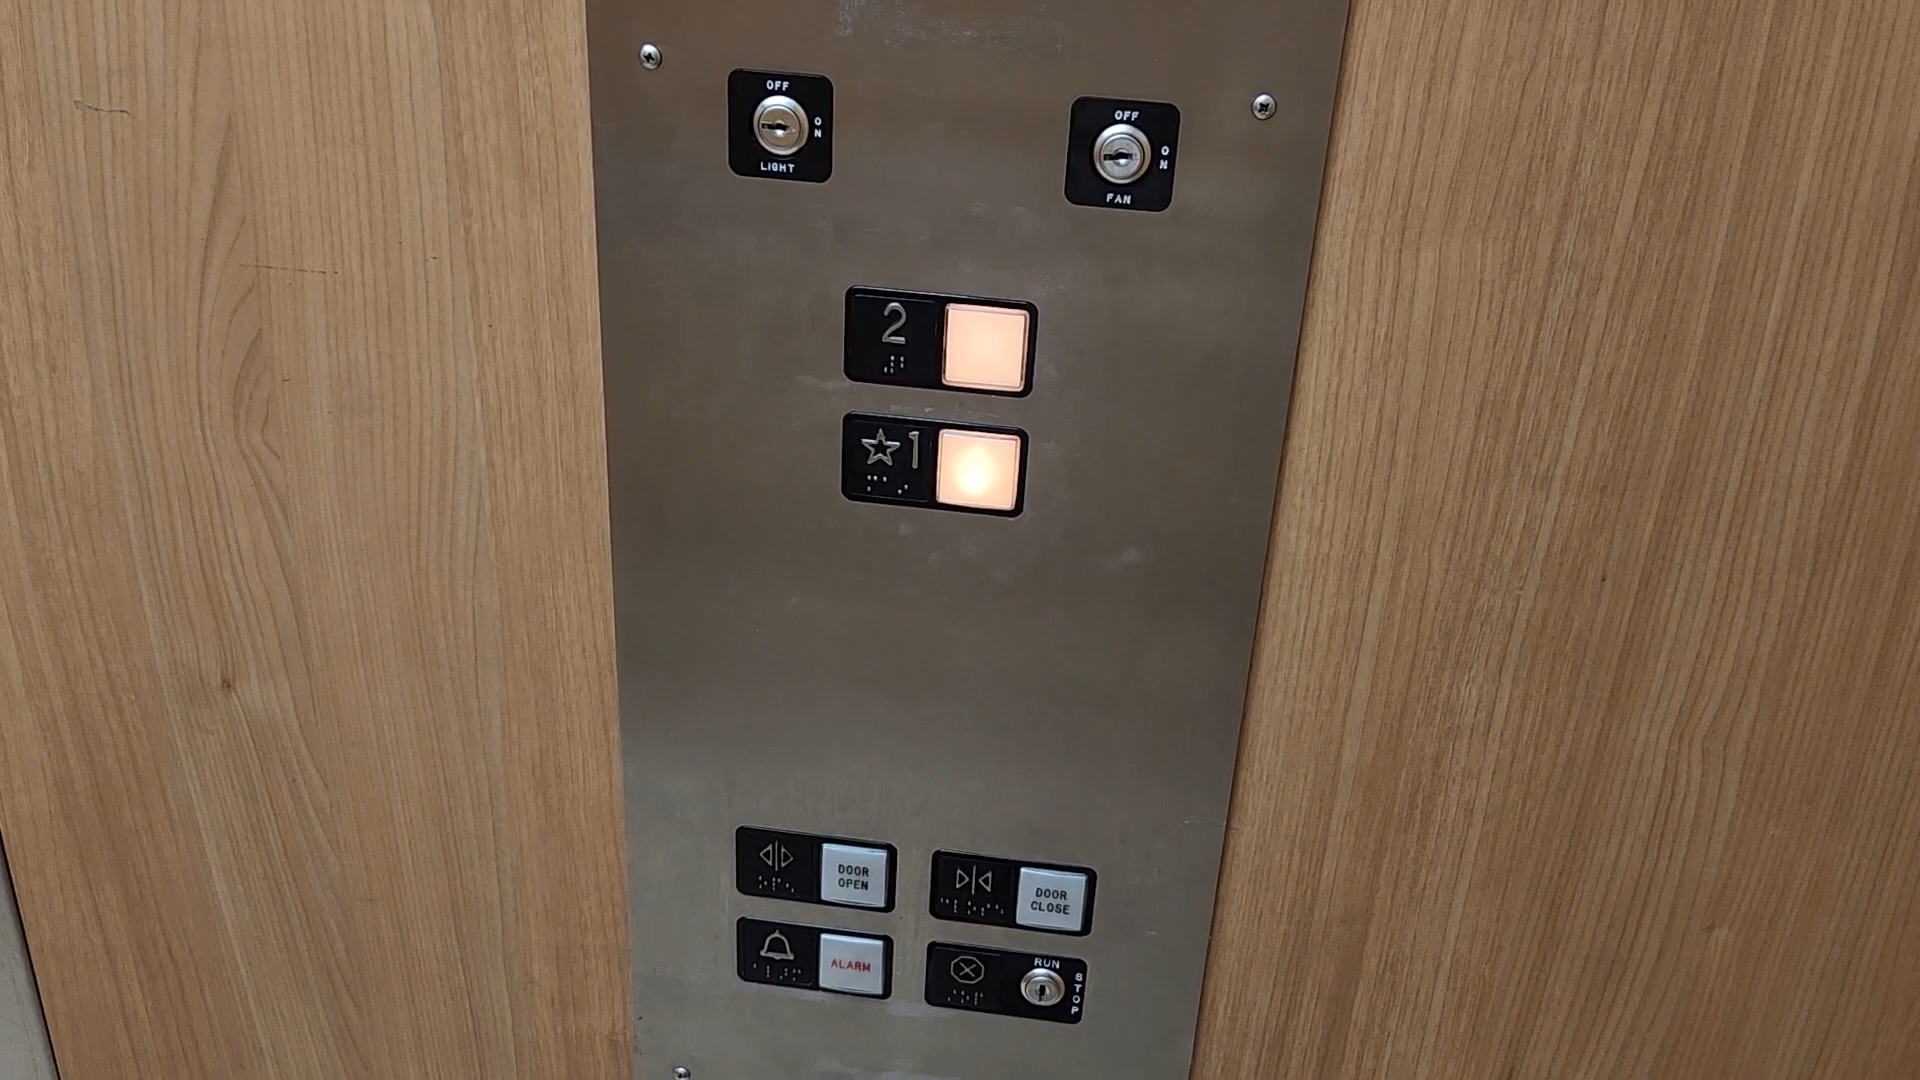 OFF
ON
LIGHT
OFF
ON
FAN
2
☆1
DOOR
OPEN
DOOR
CLOSE
ALARM
RUN
STOP